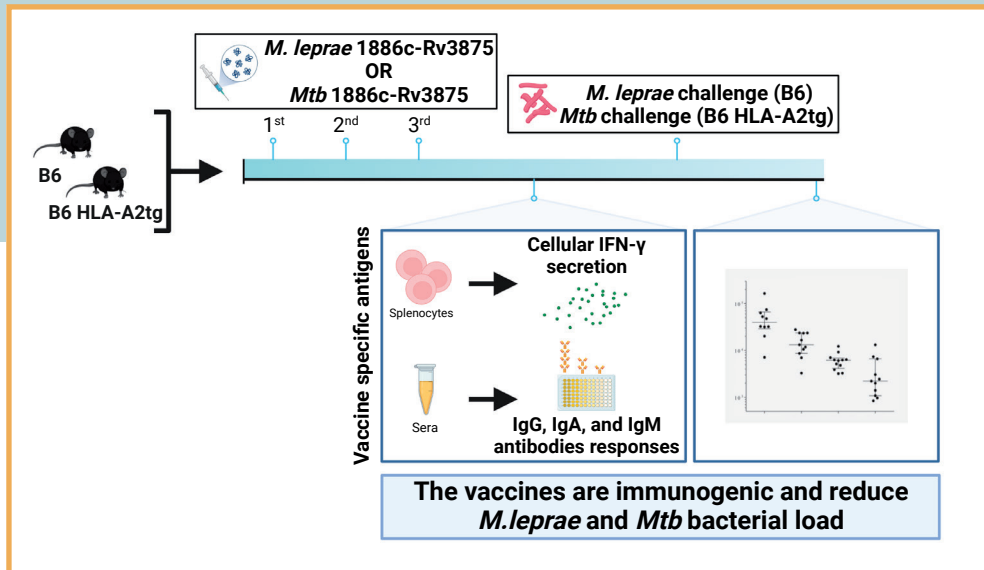 M. leprae 1886c-Rv3875
OR
Mtb 1886c-Rv3875
1st
2nd
3rd
M. leprae challenge (B6)
Mtb challenge (B6 HLA-A2tg)
B6
B6 HLA-A2tg
Vaccine specific antigens
Cellular IFN-γ
secretion
Splenocytes
Sera
IgG, IgA, and IgM
antibodies responses
The vaccines are immunogenic and reduce
M.leprae and Mtb bacterial load